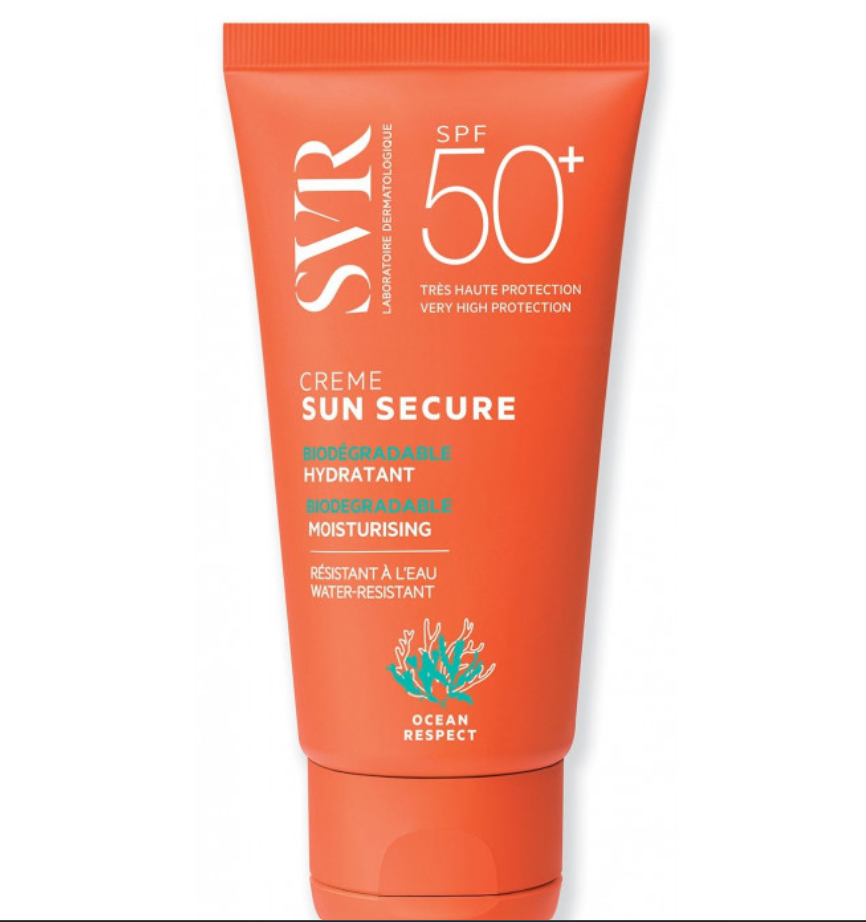 SVR
LABORATOIRE DERMATOLOGIQUE
SPF
50+
TRÈS HAUTE PROTECTION
VERY HIGH PROTECTION
CREME
SUN SECURE
BIODÉGRADABLE
HYDRATANT
BIODEGRADABLE
MOISTURISING
RÉSISTANT À L'EAU
WATER-RESISTANT
OCEAN
RESPECT